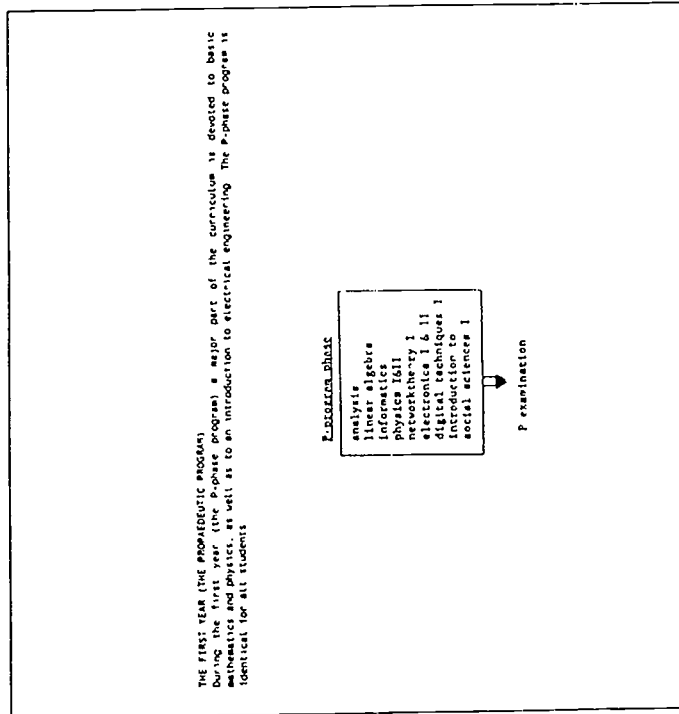 THE FIRST YEAR (THE PROPAEDEUTIC PROGRAM)
During the first year (the P-phase program) a major part of the curriculum is devoted to basic
mathematics and physics, as well as to an introduction to electrical engineering The P-phase program is
identical for all students
P-program phase
analysis
linear algebra
informatics
physics I&II
networktheory I
electronics I & II
digital techniques I
introduction to
social sciences I
P examination